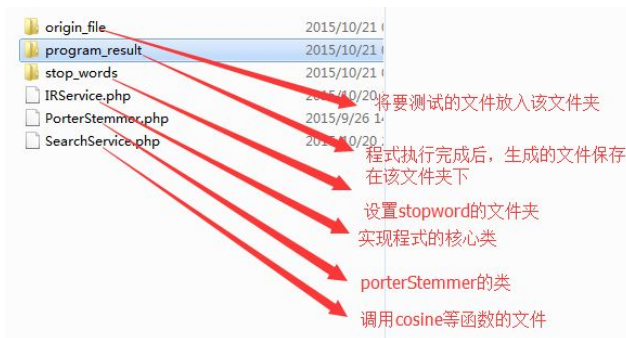 origin_file 2015/10/21
program_result 2015/10/21
stop_words 2015/10/21
IRService.php 2015/10/20
将要测试的文件放入该文件夹
PorterStemmor.php 2015/9/26 14
SearchService.php 2015/10/20
程式执行完成后，生成的文件保存
在该文件夹下
设置stopword的文件夹
实现程式的核心类
porterStemmer的类
调用cosine等函数的文件